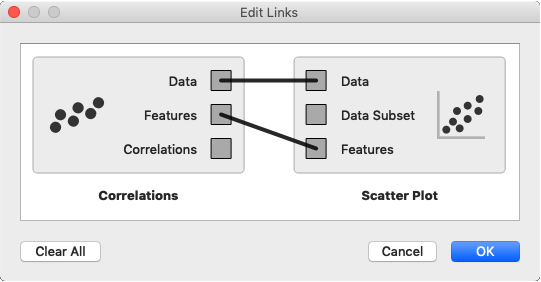 Edit Links
Data
Features
Correlations
Data
Data Subset
Features
Correlations
Scatter Plot
Clear All
Cancel
OK